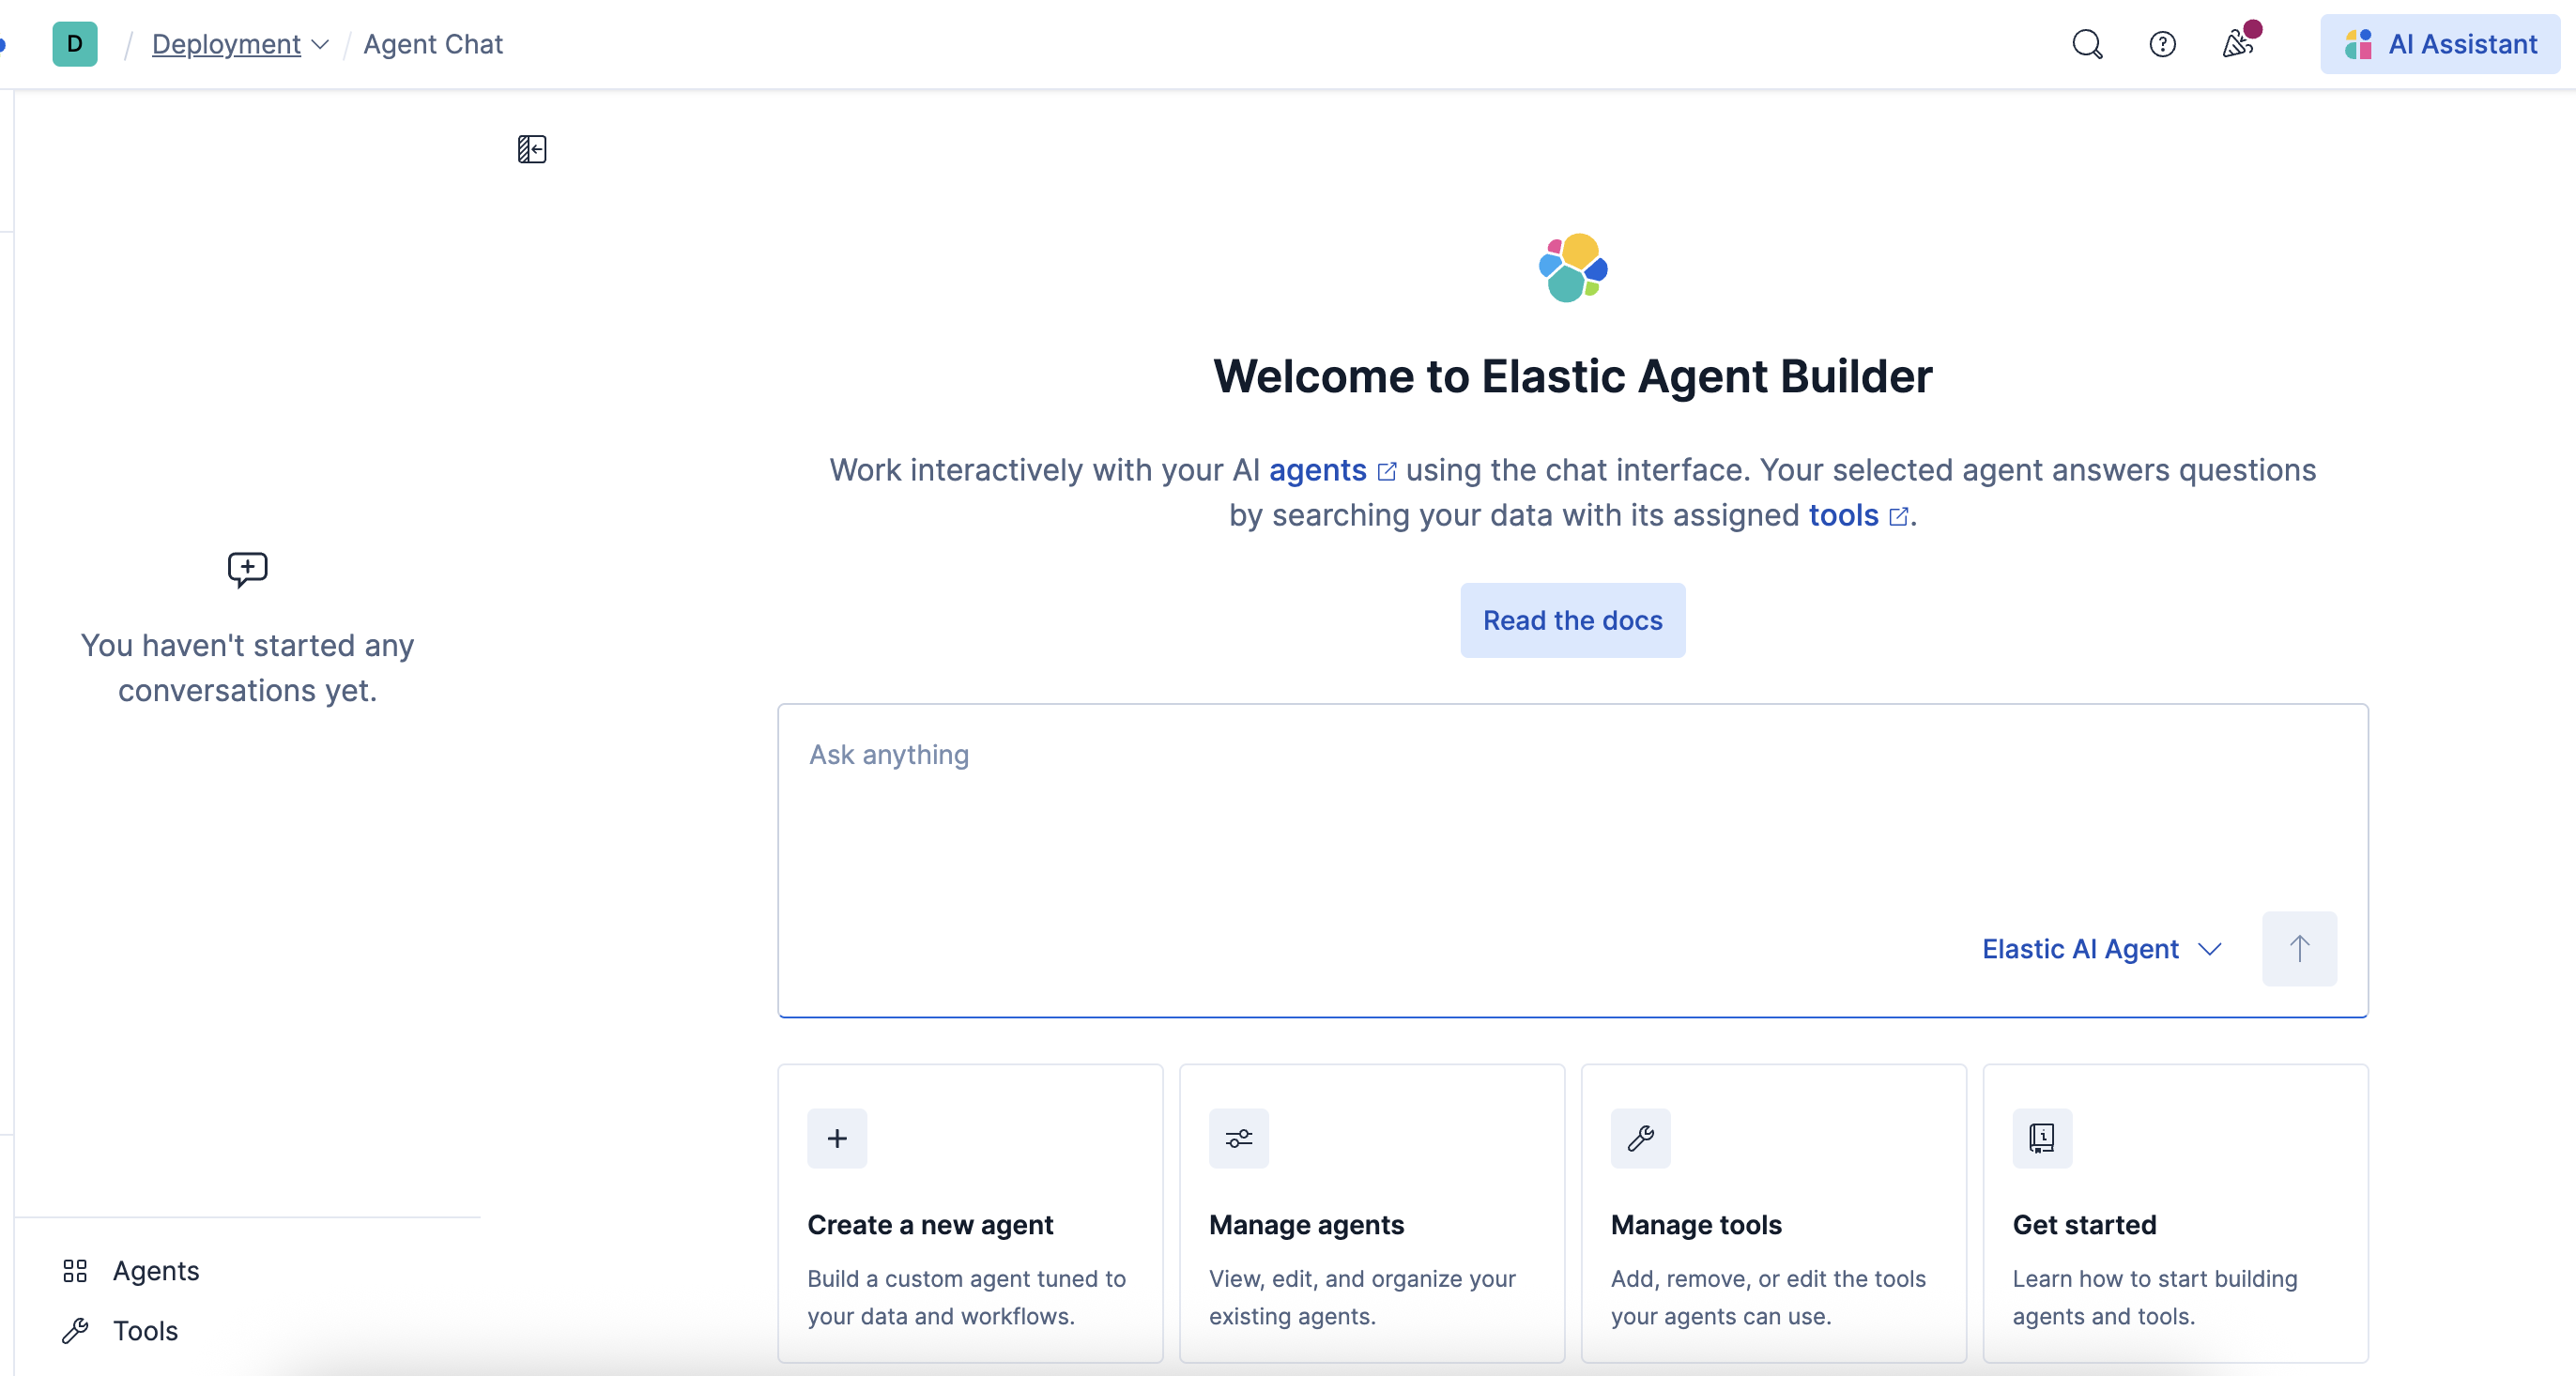 D / Deployment / Agent Chat
AI Assistant
Welcome to Elastic Agent Builder
Work interactively with your AI agents using the chat interface. Your selected agent answers questions
by searching your data with its assigned tools.
Read the docs
You haven't started any
conversations yet.
Ask anything
Elastic AI Agent
Create a new agent
Build a custom agent tuned to
your data and workflows.
Manage agents
View, edit, and organize your
existing agents.
Manage tools
Add, remove, or edit the tools
your agents can use.
Get started
Learn how to start building
agents and tools.
Agents
Tools